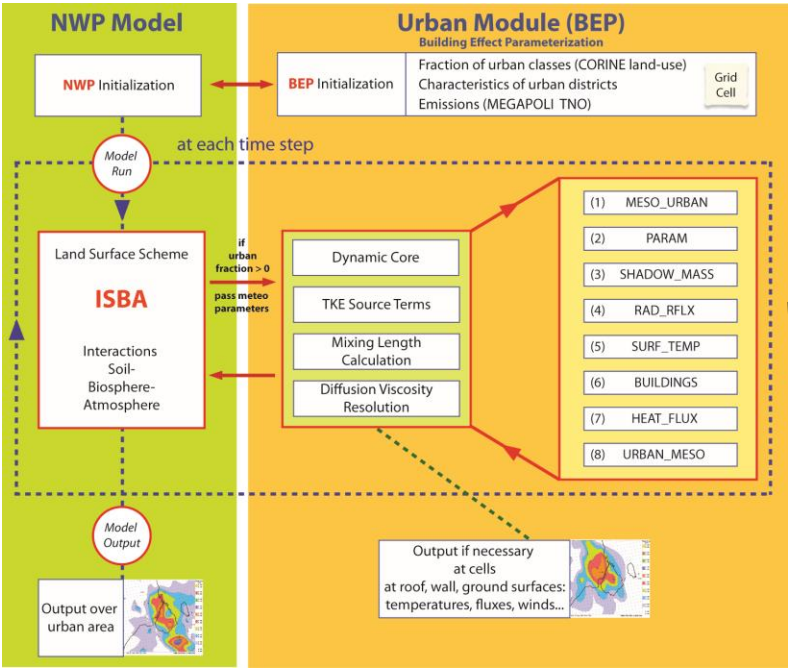 NWP Model
Urban Module (BEP)
Building Effect Parameterization
NWP Initialization
BEP Initialization
Fraction of urban classes (CORINE land-use)
Characteristics of urban districts
Emissions (MEGAPOLI TNO)
Grid
Cell
Model
Run
at each time step
Land Surface Scheme
ISBA
Interactions
Soil-
Biosphere-
Atmosphere
if
urban
fraction > 0
pass meteo
parameters
Dynamic Core
TKE Source Terms
Mixing Length
Calculation
Diffusion Viscosity
Resolution
(1) MESO_URBAN
(2) PARAM
(3) SHADOW_MASS
(4) RAD_RFLX
(5) SURF_TEMP
(6) BUILDINGS
(7) HEAT_FLUX
(8) URBAN_MESO
Model
Output
Output over
urban area
Output if necessary
at cells
at roof, wall, ground surfaces:
temperatures, fluxes, winds...